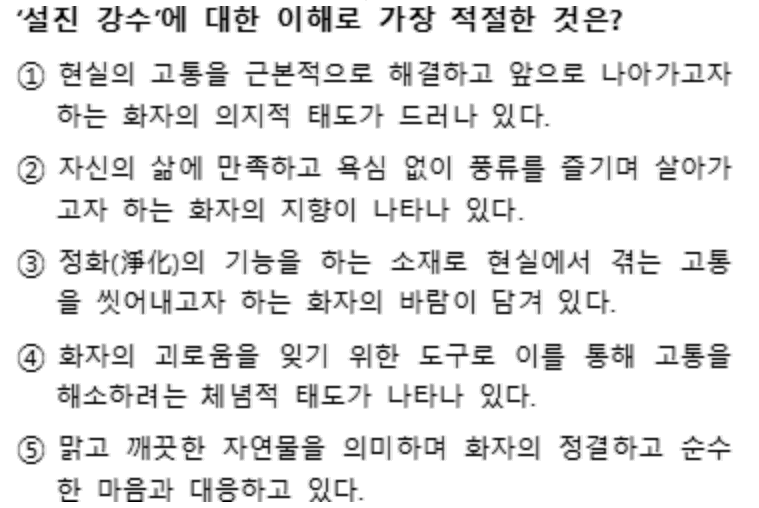 ‘설진 강수’에 대한 이해로 가장 적절한 것은?
① 현실의 고통을 근본적으로 해결하고 앞으로 나아가고자
하는 화자의 의지적 태도가 드러나 있다.
② 자신의 삶에 만족하고 욕심 없이 풍류를 즐기며 살아가
고자 하는 화자의 지향이 나타나 있다.
③ 정화(淨化)의 기능을 하는 소재로 현실에서 겪는 고통
을 씻어내고자 하는 화자의 바람이 담겨 있다.
④ 화자의 괴로움을 잊기 위한 도구로 이를 통해 고통을
해소하려는 체념적 태도가 나타나 있다.
⑤ 맑고 깨끗한 자연물을 의미하며 화자의 정결하고 순수
한 마음과 대응하고 있다.